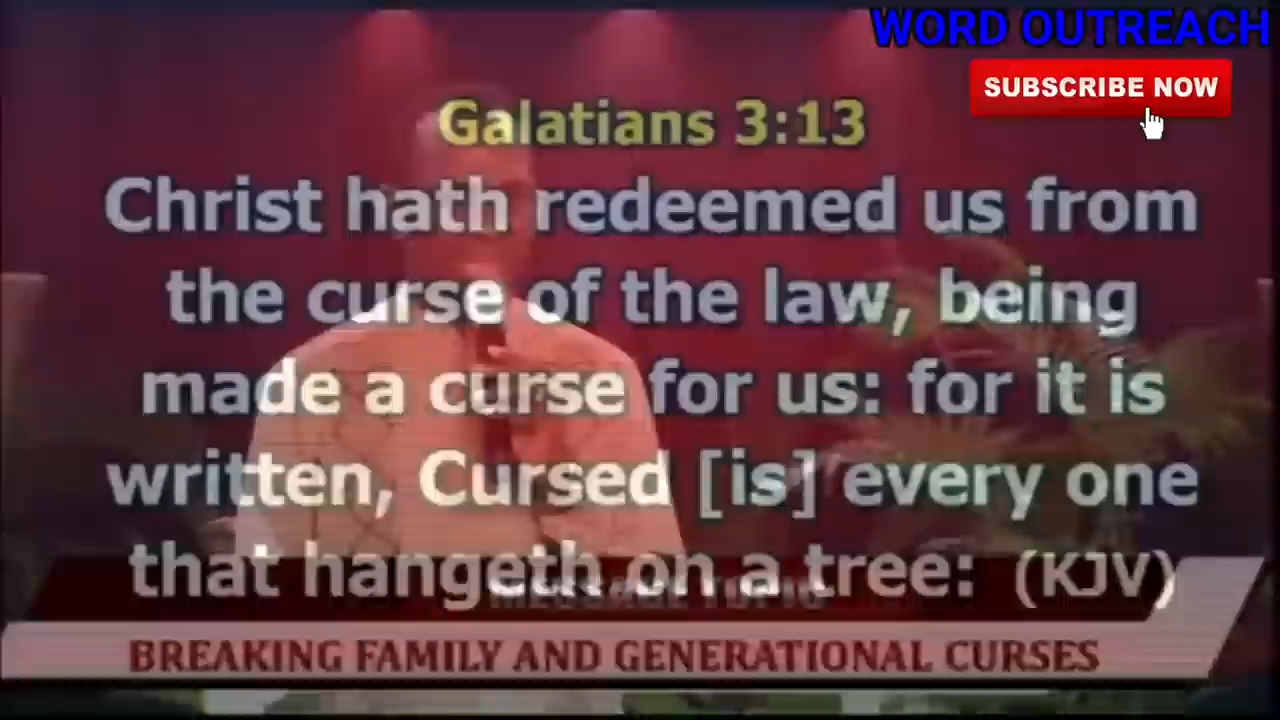 WORD OUTREACH
SUBSCRIBE NOW
Galatians 3:13
Christ hath redeemed us from
the curse of the law, being
made a curse for us: for it is
written, Cursed [is] every one
that hangeth on a tree: (KJV)
MESSAGE TOPIC
BREAKING FAMILY AND GENERATIONAL CURSES